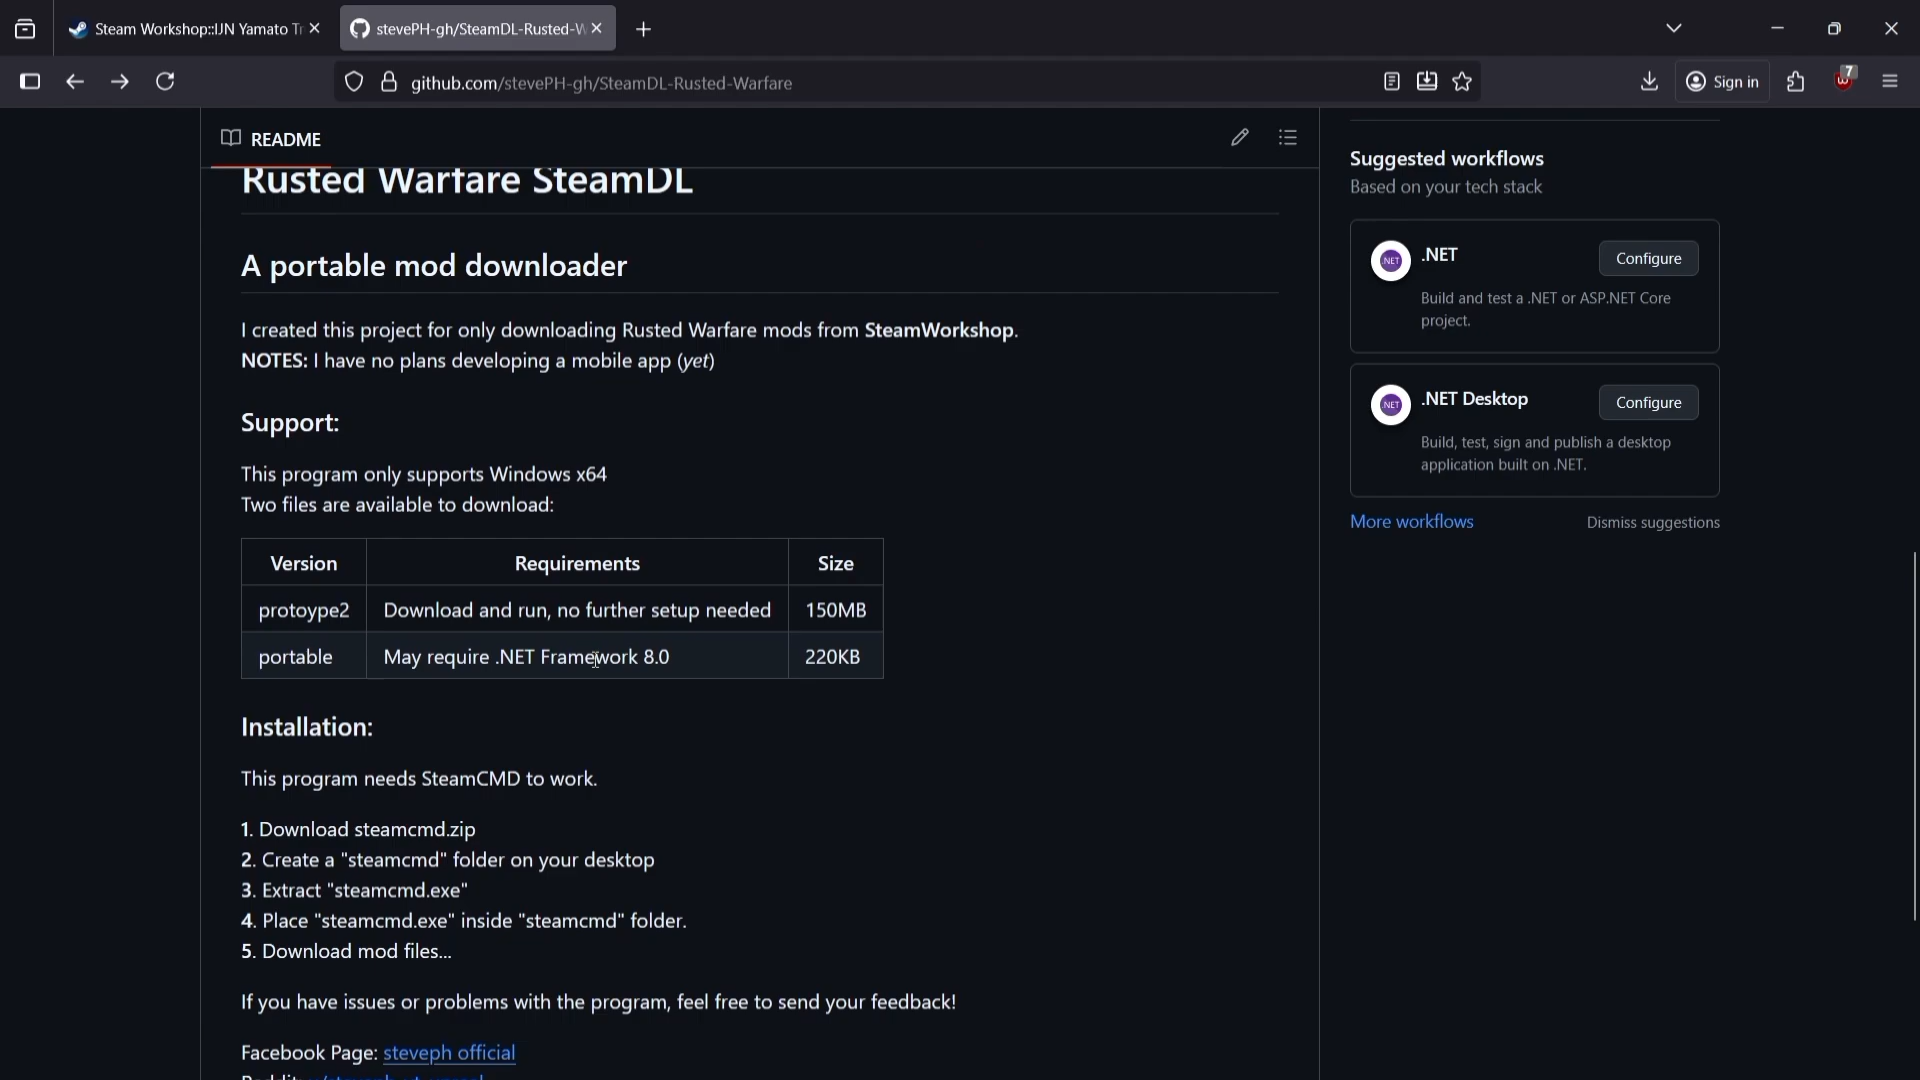 Steam Workshop::IJN Yamato Tr
stevePH-gh/SteamDL-Rusted-W
github.com/stevePH-gh/SteamDL-Rusted-Warfare
Sign in
7
README
Rusted Warfare SteamDL
A portable mod downloader
I created this project for only downloading Rusted Warfare mods from SteamWorkshop.
NOTES: I have no plans developing a mobile app (yet)
Support:
This program only supports Windows x64
Two files are available to download:
Version Requirements Size
protoype2 Download and run, no further setup needed 150MB
portable May require .NET Framework 8.0 220KB
Installation:
This program needs SteamCMD to work.
1. Download steamcmd.zip
2. Create a "steamcmd" folder on your desktop
3. Extract "steamcmd.exe"
4. Place "steamcmd.exe" inside "steamcmd" folder.
5. Download mod files...
If you have issues or problems with the program, feel free to send your feedback!
Facebook Page: steveph official
Suggested workflows
Based on your tech stack
.NET
.NET
Configure
Build and test a .NET or ASP.NET Core
project.
.NET
.NET Desktop
Configure
Build, test, sign and publish a desktop
application built on .NET.
More workflows
Dismiss suggestions